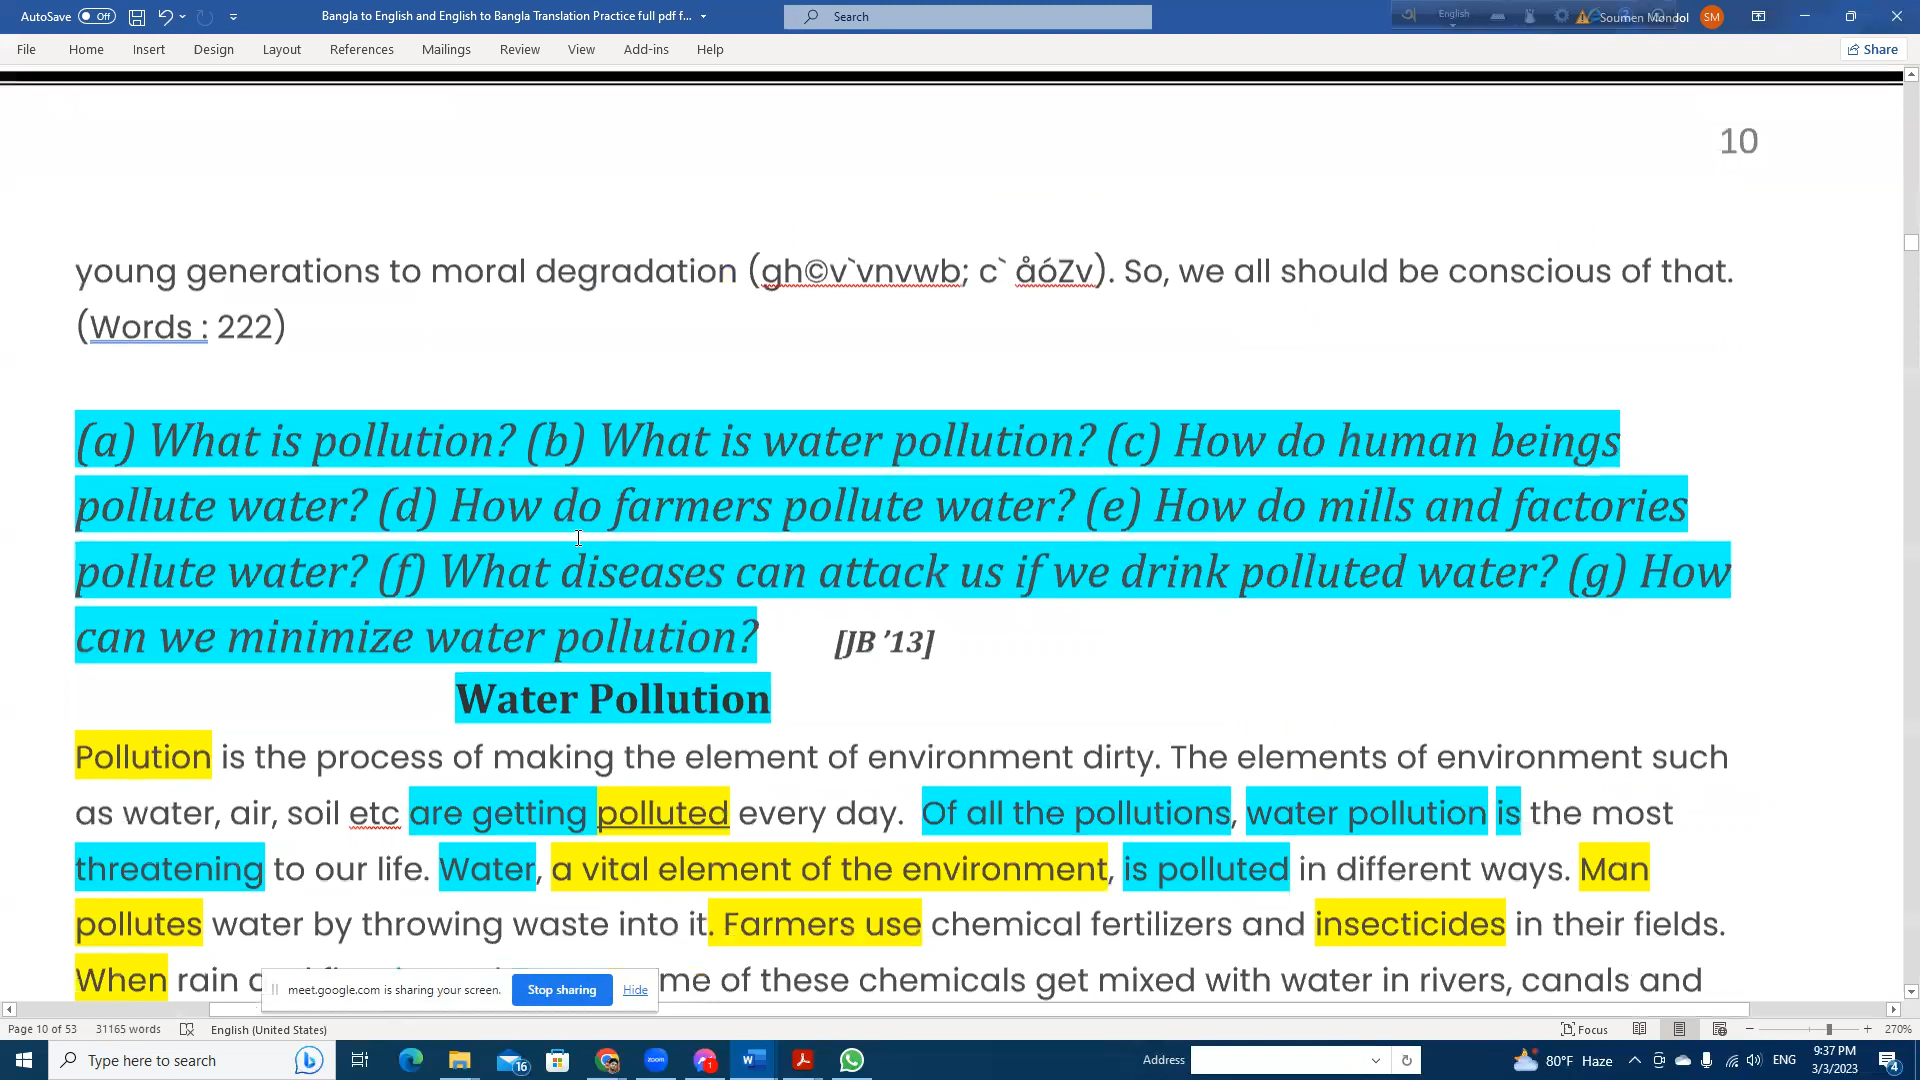 AutoSave Off Bangla to English and English to Bangla Translation Practice full pdf f... Search English Soumen Mondol SM
File Home Insert Design Layout References Mailings Review View Add-ins Help Share
10
young generations to moral degradation (gh©v`vnvwb; c` åóZv). So, we all should be conscious of that.
(Words : 222)
(a) What is pollution? (b) What is water pollution? (c) How do human beings
pollute water? (d) How do farmers pollute water? (e) How do mills and factories
pollute water? (f) What diseases can attack us if we drink polluted water? (g) How
can we minimize water pollution? [JB ’13]
Water Pollution
Pollution is the process of making the element of environment dirty. The elements of environment such
as water, air, soil etc are getting polluted every day. Of all the pollutions, water pollution is the most
threatening to our life. Water, a vital element of the environment, is polluted in different ways. Man
pollutes water by throwing waste into it. Farmers use chemical fertilizers and insecticides in their fields.
When rain me of these chemicals get mixed with water in rivers, canals and
meet.google.com is sharing your screen. Stop sharing Hide
Page 10 of 53 31165 words English (United States) Focus 270%
Type here to search 16 zoom 1 Address 80°F Haze ENG 9:37 PM 4
3/3/2023